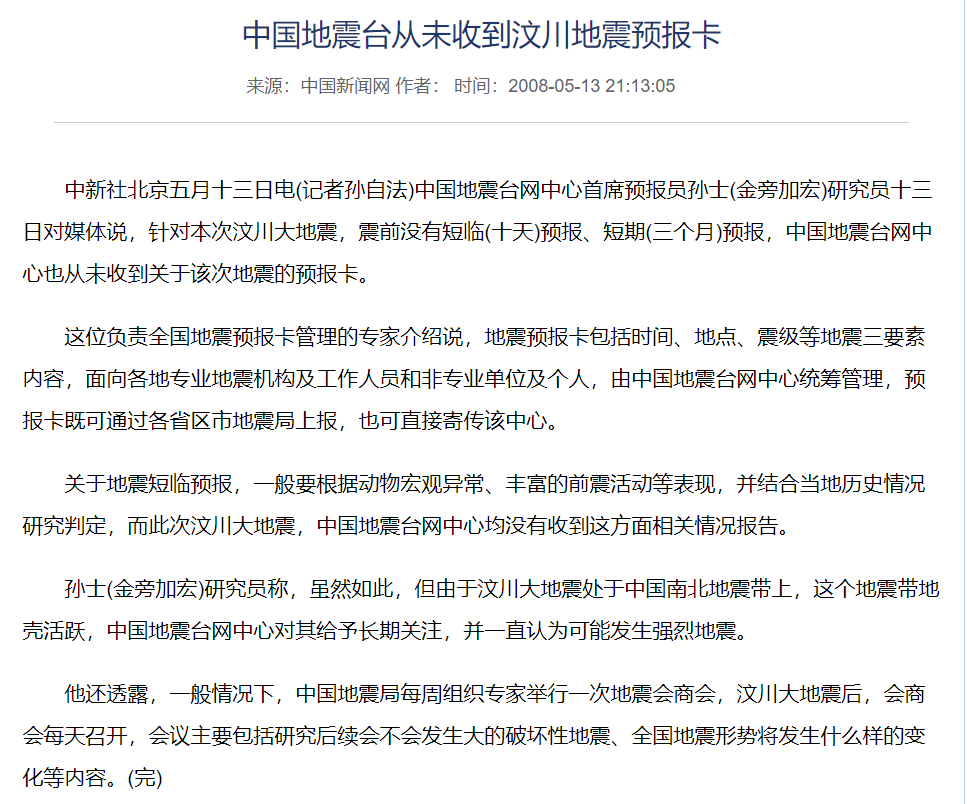 中国地震台从未收到汶川地震预报卡
来源：中国新闻网 作者： 时间：2008-05-13 21:13:05
中新社北京五月十三日电(记者孙自法)中国地震台网中心首席预报员孙士(金旁加宏)研究员十三
日对媒体说，针对本次汶川大地震，震前没有短临(十天)预报、短期(三个月)预报，中国地震台网中
心也从未收到关于该次地震的预报卡。
这位负责全国地震预报卡管理的专家介绍说，地震预报卡包括时间、地点、震级等地震三要素
内容，面向各地专业地震机构及工作人员和非专业单位及个人，由中国地震台网中心统筹管理，预
报卡既可通过各省区市地震局上报，也可直接寄传该中心。
关于地震短临预报，一般要根据动物宏观异常、丰富的前震活动等表现，并结合当地历史情况
研究判定，而此次汶川大地震，中国地震台网中心均没有收到这方面相关情况报告。
孙士(金旁加宏)研究员称，虽然如此，但由于汶川大地震处于中国南北地震带上，这个地震带地
壳活跃，中国地震台网中心对其给予长期关注，并一直认为可能发生强烈地震。
他还透露，一般情况下，中国地震局每周组织专家举行一次地震会商会，汶川大地震后，会商
会每天召开，会议主要包括研究后续会不会发生大的破坏性地震、全国地震形势将发生什么样的变
化等内容。(完)